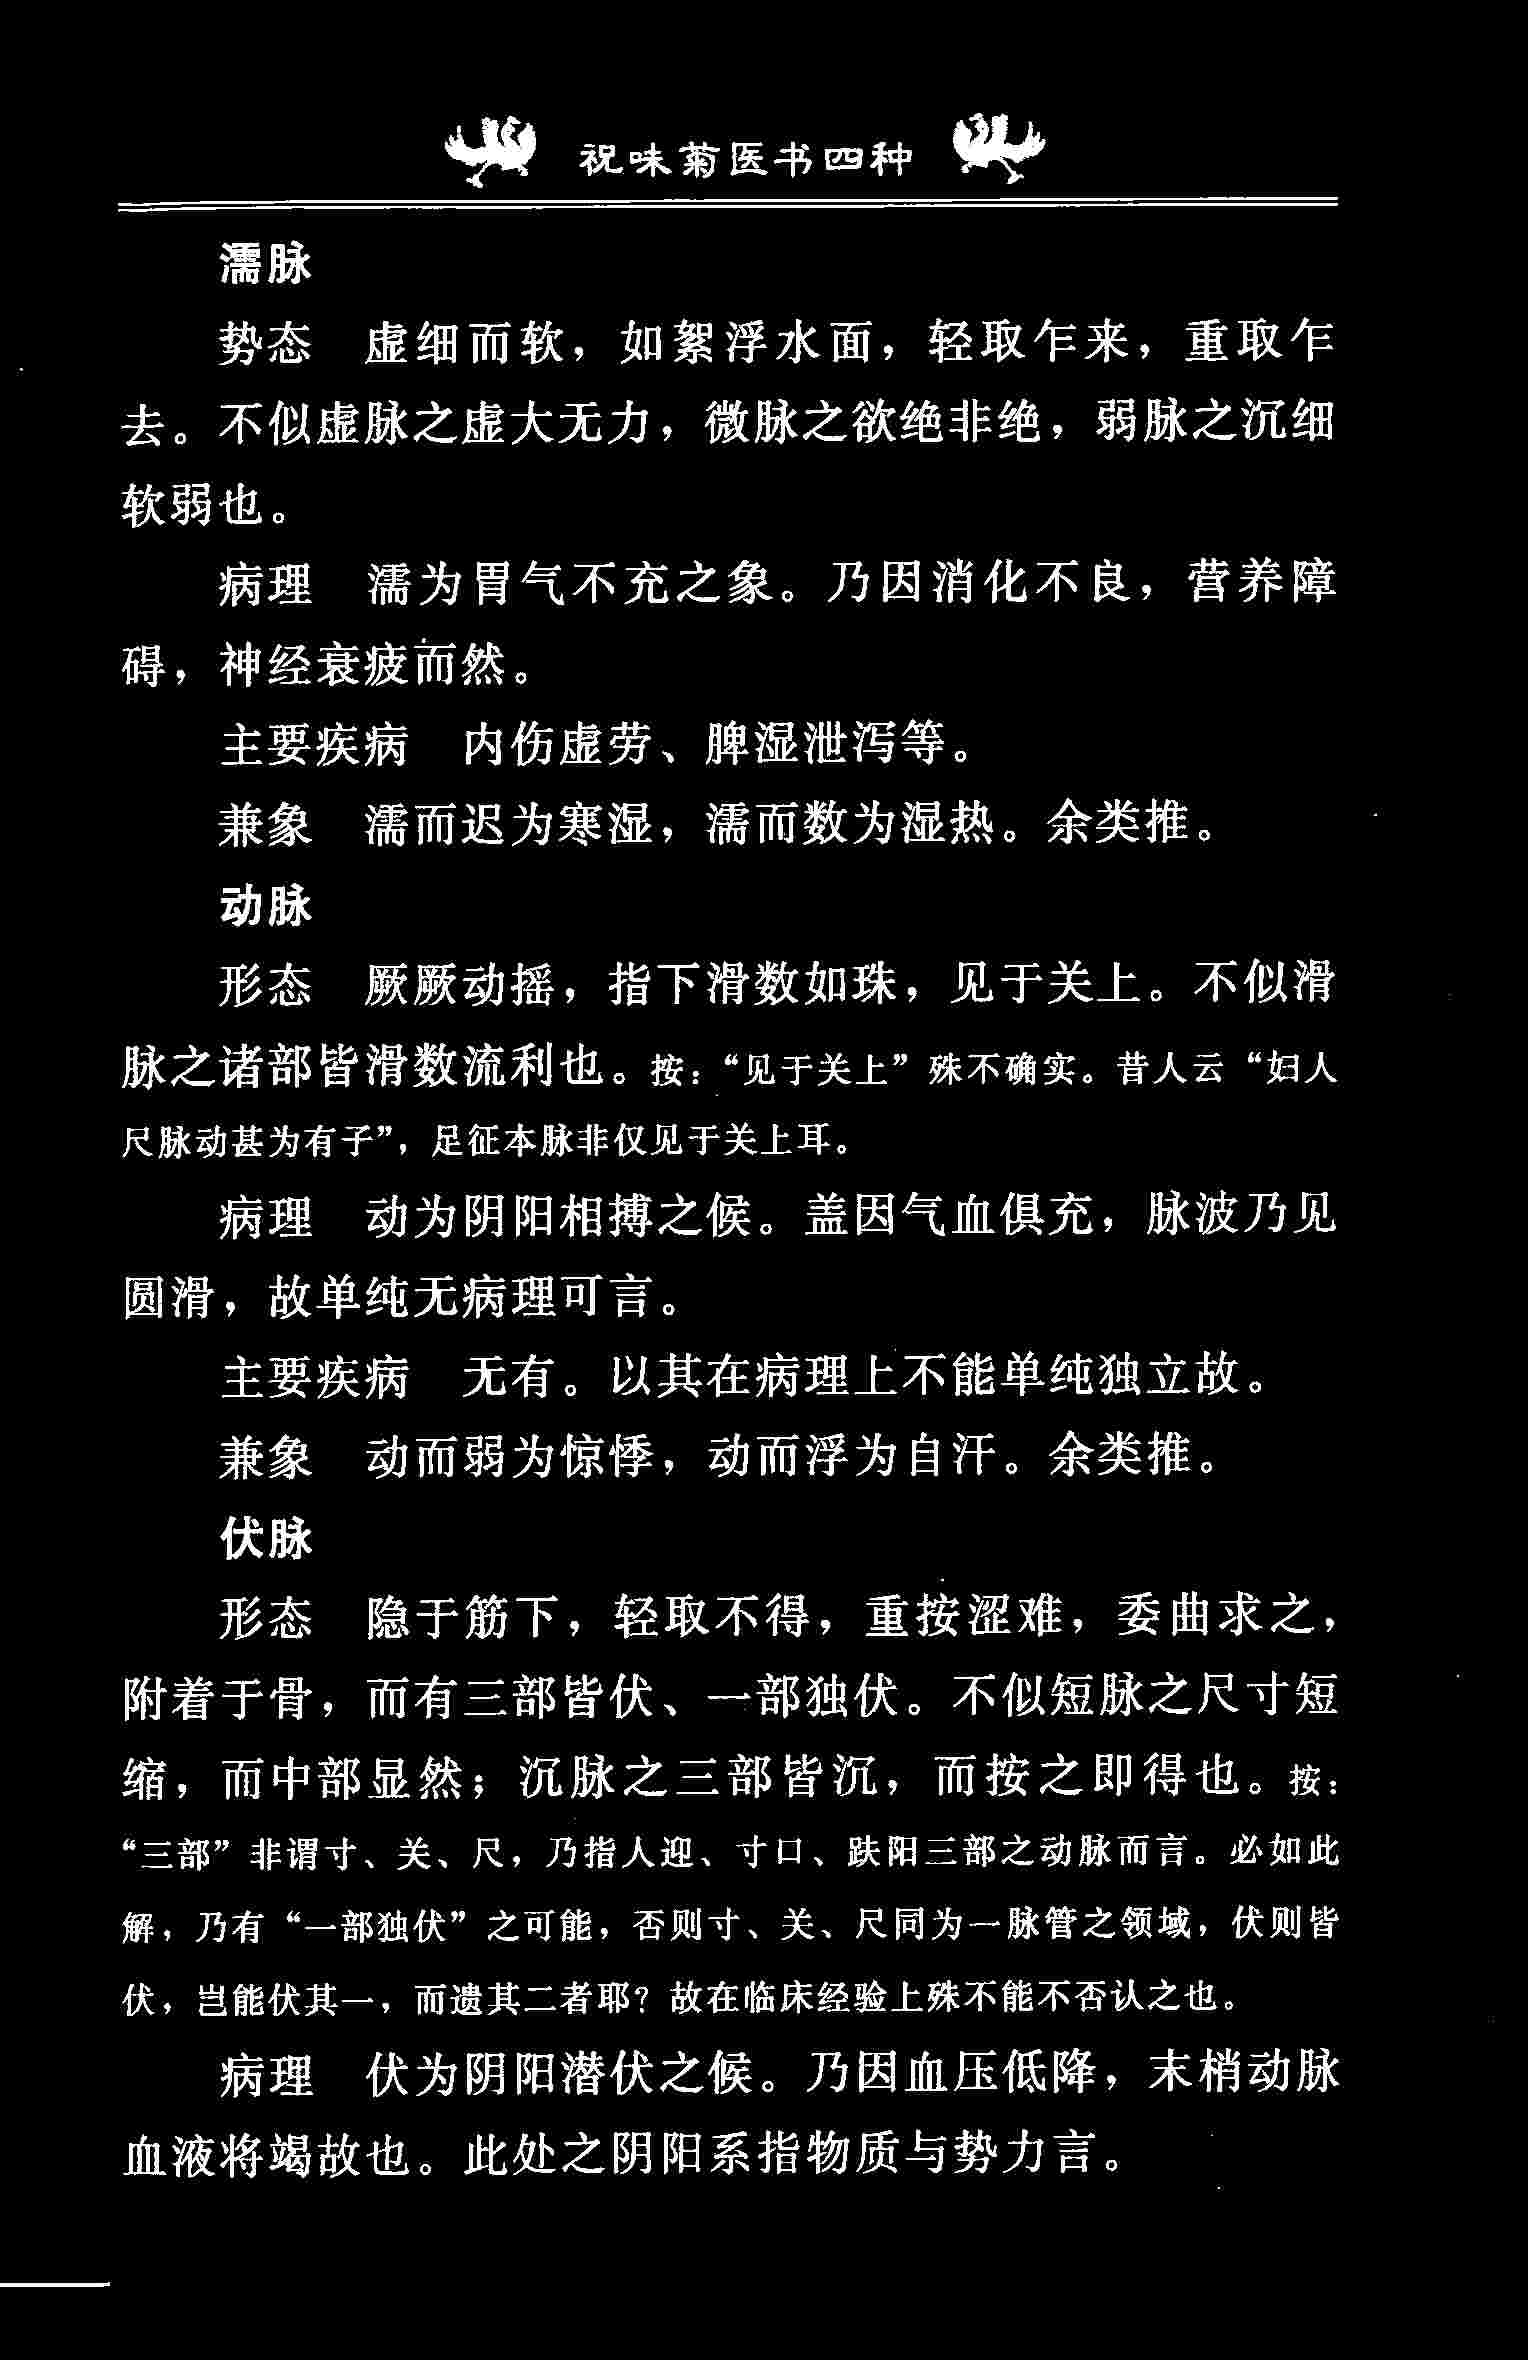 祝味菊医书四种
濡脉
势态　虚细而软，如絮浮水面，轻取乍来，重取乍
去。不似虚脉之虚大无力，微脉之欲绝非绝，弱脉之沉细
软弱也。
病理　濡为胃气不充之象。乃因消化不良，营养障
碍，神经衰疲而然。
主要疾病　内伤虚劳、脾湿泄泻等。
兼象　濡而迟为寒湿，濡而数为湿热。余类推。
动脉
形态　厥厥动摇，指下滑数如珠，见于关上。不似滑
脉之诸部皆滑数流利也。按：“见于关上”殊不确实。昔人云“妇人
尺脉动甚为有子”，足征本脉非仅见于关上耳。
病理　动为阴阳相搏之候。盖因气血俱充，脉波乃见
圆滑，故单纯无病理可言。
主要疾病　无有。以其在病理上不能单纯独立故。
兼象　动而弱为惊悸，动而浮为自汗。余类推。
伏脉
形态　隐于筋下，轻取不得，重按涩难，委曲求之，
附着于骨，而有三部皆伏、一部独伏。不似短脉之尺寸短
缩，而中部显然；沉脉之三部皆沉，而按之即得也。按：
“三部”非谓寸、关、尺，乃指人迎、寸口、趺阳三部之动脉而言。必如此
解，乃有“一部独伏”之可能，否则寸、关、尺同为一脉管之领域，伏则皆
伏，岂能伏其一，而遗其二者耶？故在临床经验上殊不能不否认之也。
病理　伏为阴阳潜伏之候。乃因血压低降，末梢动脉
血液将竭故也。此处之阴阳系指物质与势力言。